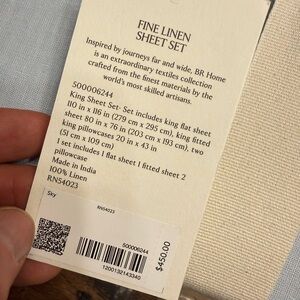 FINE LINEN
SHEET SET
Inspired by journeys far and wide, BR Home
is an extraordinary textiles collection
crafted from the finest materials by the
world's most skilled artisans.
500006244
King Sheet Set- Set includes king flat sheet
110 in x 116 in (279 cm x 295 cm), king fitted
sheet 80 in x 76 in (203 cm x 193 cm), two
king pillowcases 20 in x 43 in
(51 cm x 109 cm)
1 set includes 1 flat sheet 1 fitted sheet 2
pillowcase
Made in India
100% Linen
RN54023
Sky
RN54023
500006244
1200132143340
$450.00